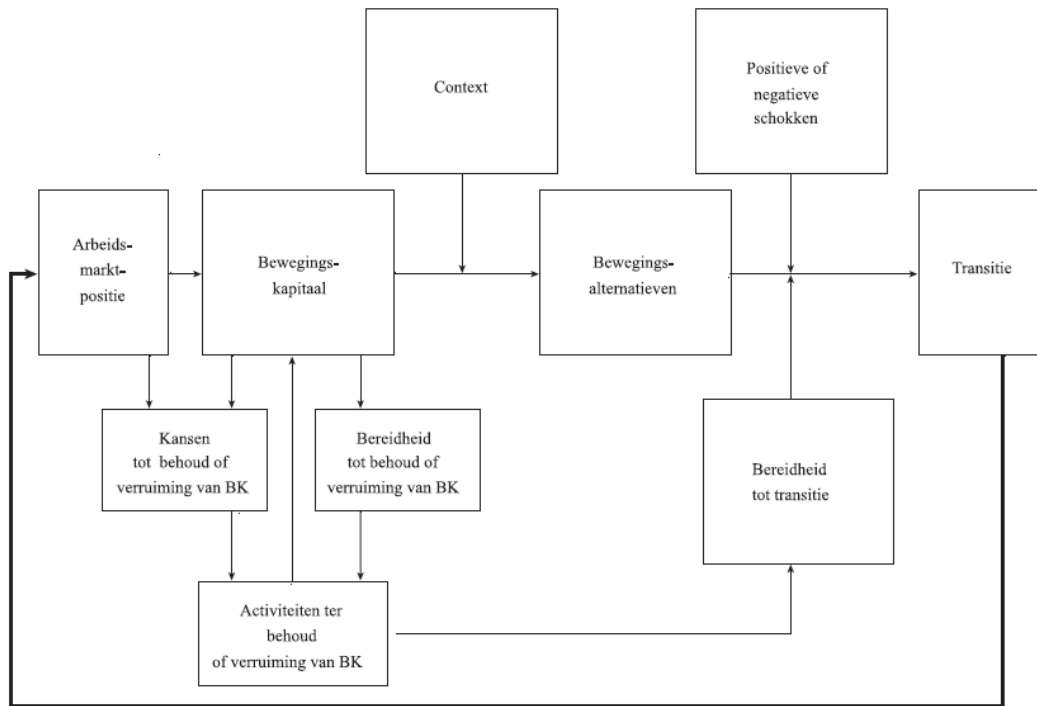 Context
Positieve of
negatieve
schokken
Arbeids-
markt-
positie
Bewegings-
kapitaal
Bewegings-
alternatieven
Transitie
Kansen
tot behoud of
verruiming van BK
Bereidheid
tot behoud of
verruiming van BK
Bereidheid
tot transitie
Activiteiten ter
behoud
of verruiming van BK